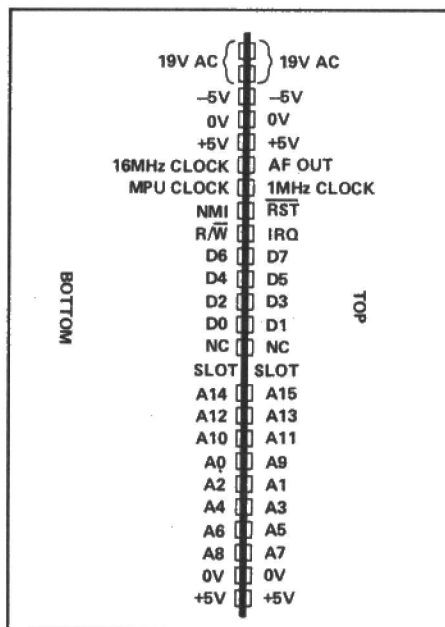 19V AC 19V AC
–5V –5V
0V 0V
+5V +5V
16MHz CLOCK AF OUT
MPU CLOCK 1MHz CLOCK
NMI R̅S̅T̅
R/W̅ IRQ
D6 D7
D4 D5
D2 D3
D0 D1
NC NC
SLOT SLOT
A14 A15
A12 A13
A10 A11
A0 A9
A2 A1
A4 A3
A6 A5
A8 A7
0V 0V
+5V +5V
BOTTOM
TOP